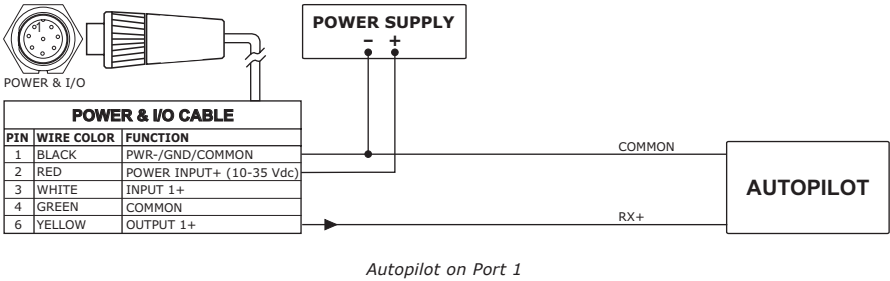 POWER SUPPLY
– +
1
POWER & I/O
POWER & I/O CABLE
PIN WIRE COLOR FUNCTION
1 BLACK PWR-/GND/COMMON
2 RED POWER INPUT+ (10-35 Vdc)
3 WHITE INPUT 1+
4 GREEN COMMON
6 YELLOW OUTPUT 1+
COMMON
RX+
AUTOPILOT
Autopilot on Port 1